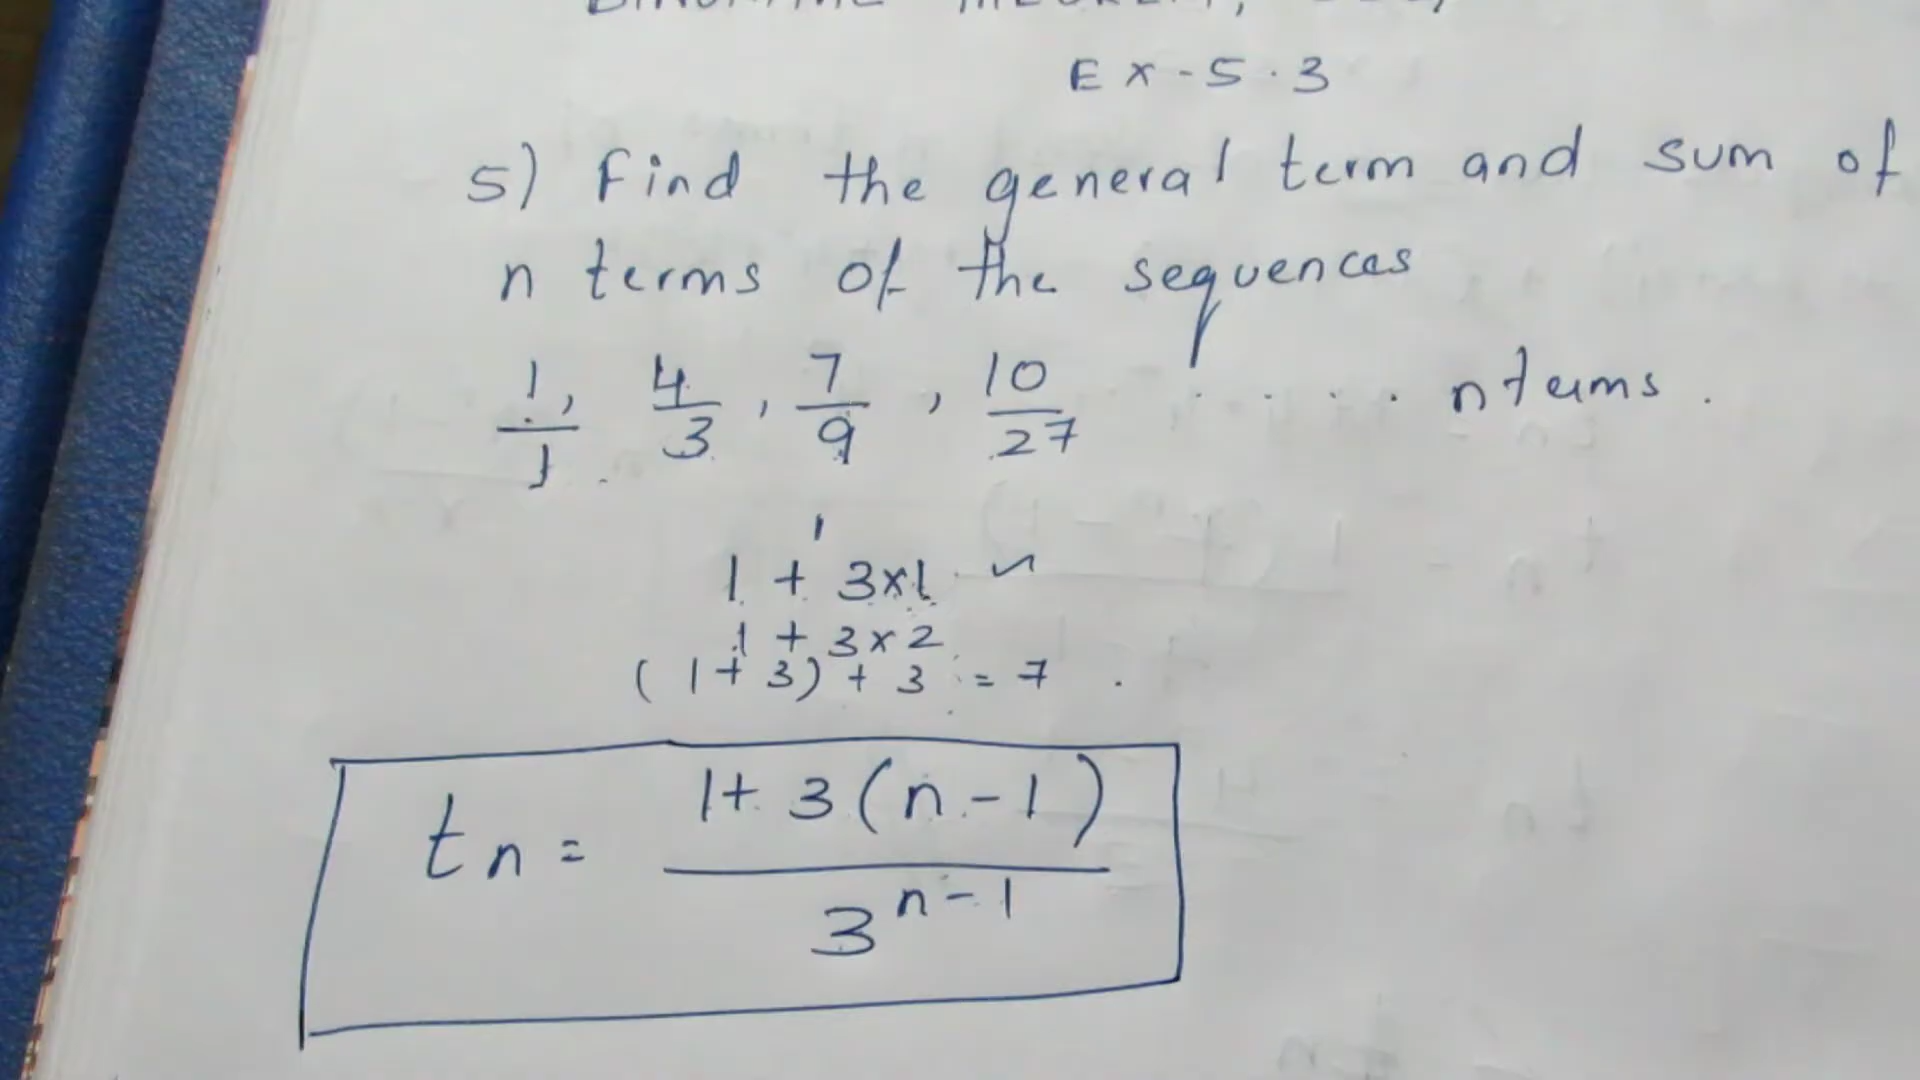 Ex-5.3
5) Find the general term and sum of
n terms of the sequences
1/1, 4/3, 7/9, 10/27 . . . . n terms.
1 + 3×1
1 + 3×2
(1+3) + 3 = 7
tn = 1+3(n-1) / 3^n-1